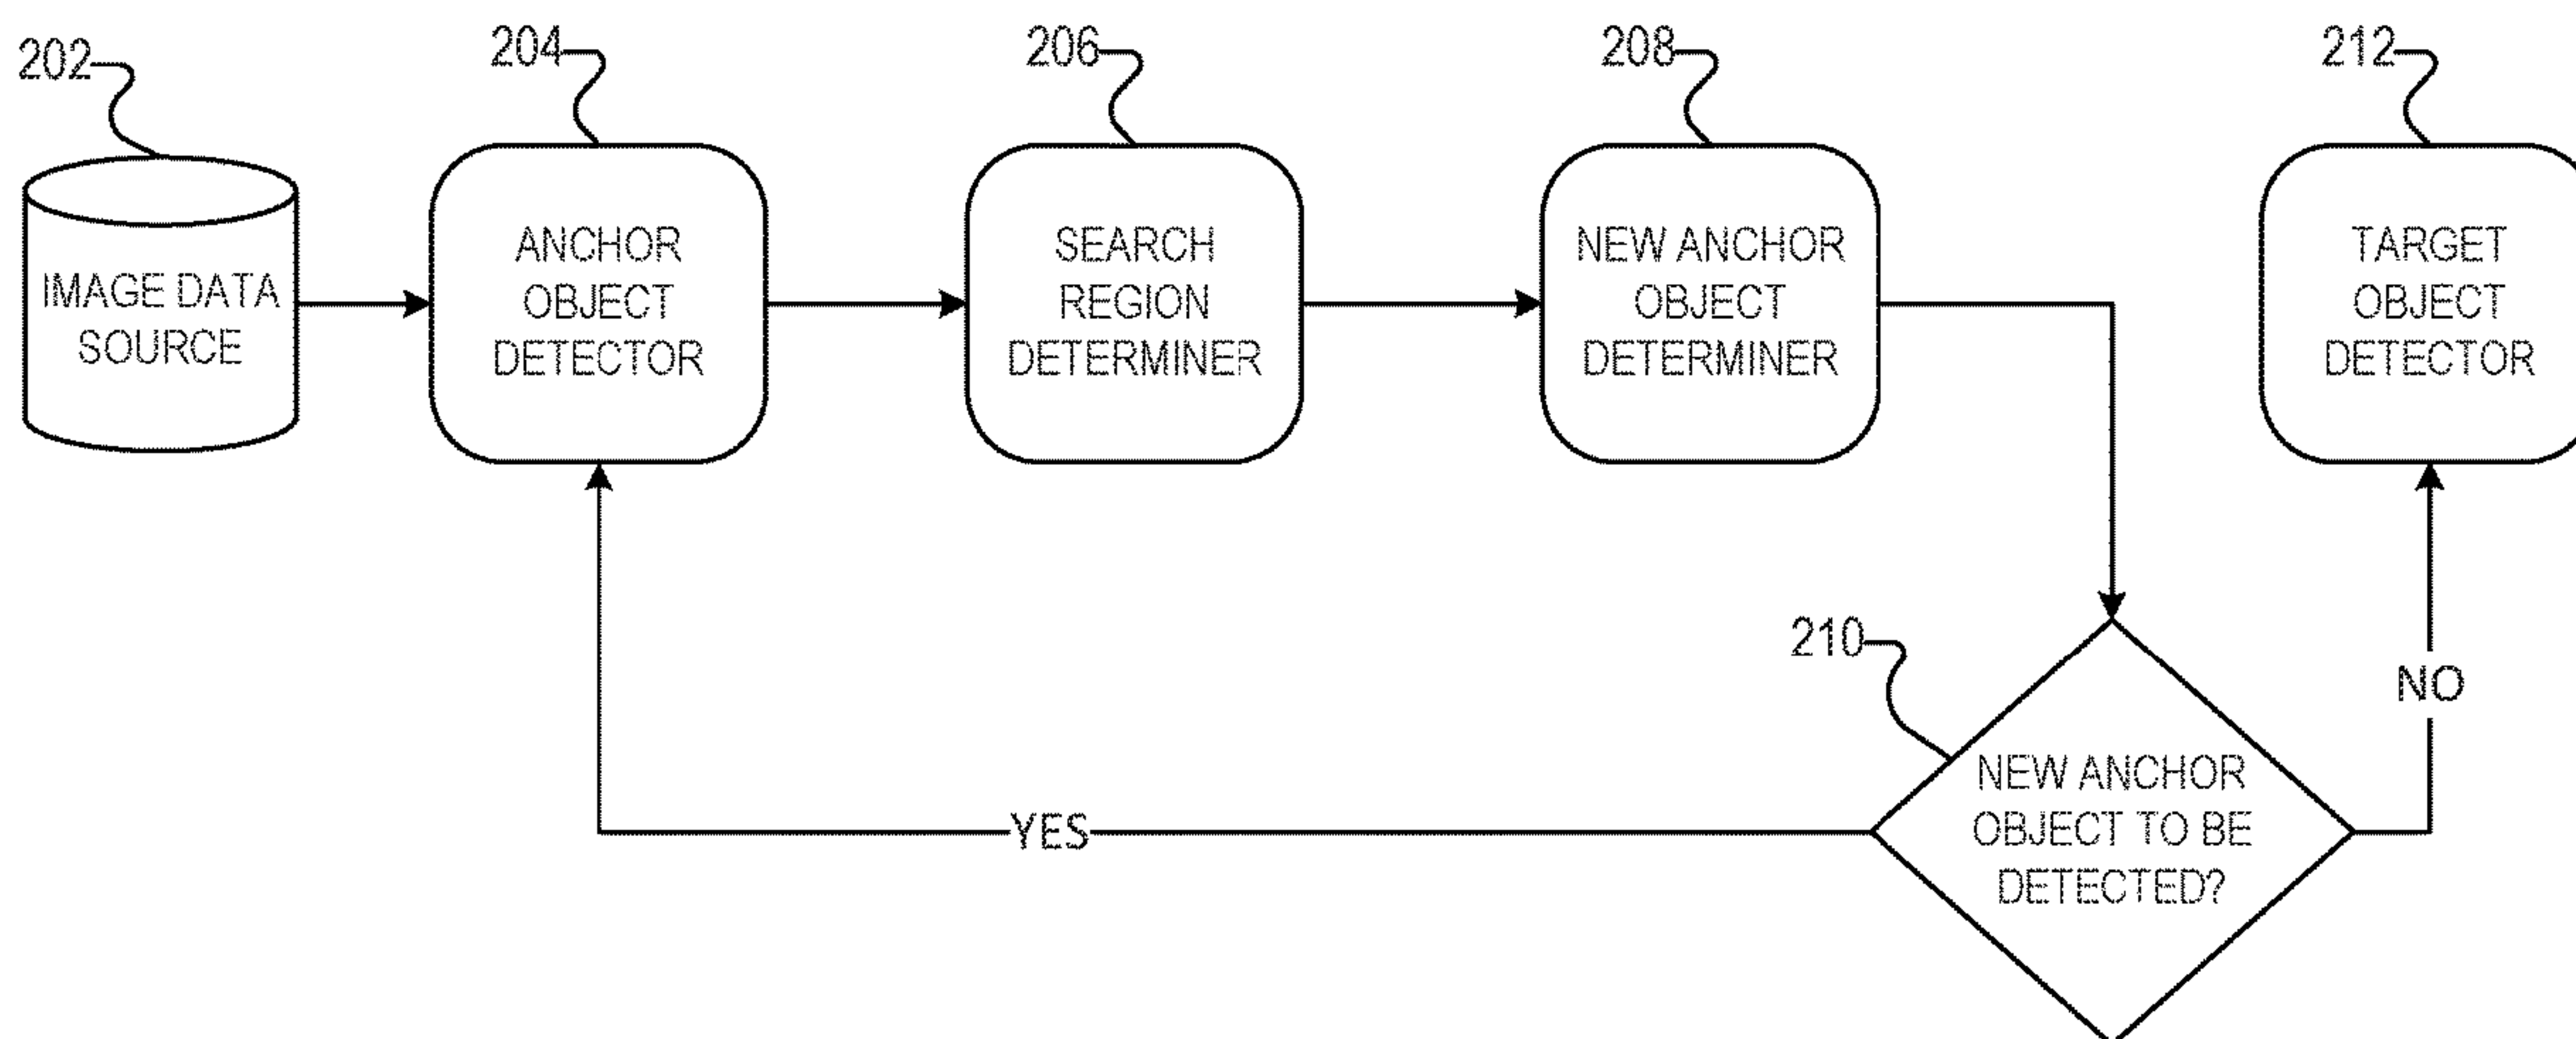 202
204
206
208
212
IMAGE DATA
SOURCE
ANCHOR
OBJECT
DETECTOR
SEARCH
REGION
DETERMINER
NEW ANCHOR
OBJECT
DETERMINER
TARGET
OBJECT
DETECTOR
210
NO
NEW ANCHOR
OBJECT TO BE
DETECTED?
YES